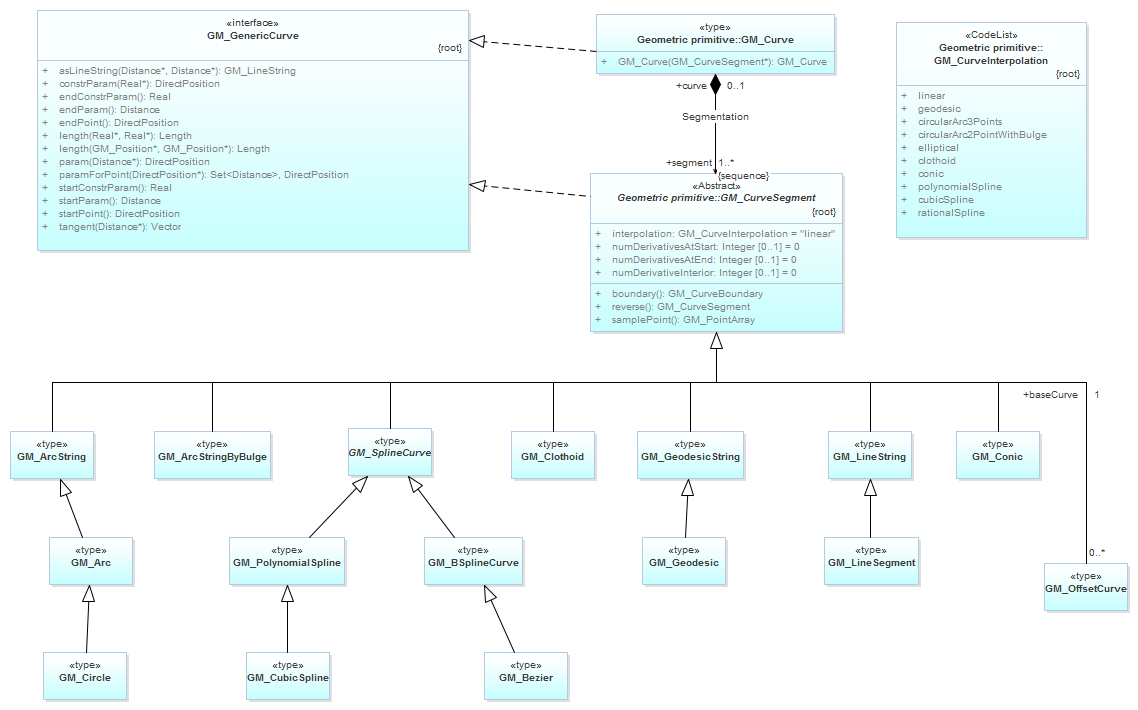 «interface»
GM_GenericCurve
{root}
+ asLineString(Distance*, Distance*): GM_LineString
+ constrParam(Real*): DirectPosition
+ endConstrParam(): Real
+ endParam(): Distance
+ endPoint(): DirectPosition
+ length(Real*, Real*): Length
+ length(GM_Position*, GM_Position*): Length
+ param(Distance*): DirectPosition
+ paramForPoint(DirectPosition*): Set<Distance>, DirectPosition
+ startConstrParam(): Real
+ startParam(): Distance
+ startPoint(): DirectPosition
+ tangent(Distance*): Vector
«type»
Geometric primitive::GM_Curve
+ GM_Curve(GM_CurveSegment*): GM_Curve
+curve 0..1
Segmentation
+segment 1..*
{sequence}
«Abstract»
Geometric primitive::GM_CurveSegment
{root}
+ interpolation: GM_CurveInterpolation = "linear"
+ numDerivativesAtStart: Integer [0..1] = 0
+ numDerivativesAtEnd: Integer [0..1] = 0
+ numDerivativeInterior: Integer [0..1] = 0
+ boundary(): GM_CurveBoundary
+ reverse(): GM_CurveSegment
+ samplePoint(): GM_PointArray
«CodeList»
Geometric primitive::
GM_CurveInterpolation
{root}
+ linear
+ geodesic
+ circularArc3Points
+ circularArc2PointWithBulge
+ elliptical
+ clothoid
+ conic
+ polynomialSpline
+ cubicSpline
+ rationalSpline
+baseCurve 1
«type»
GM_ArcString
«type»
GM_ArcStringByBulge
«type»
GM_SplineCurve
«type»
GM_Clothoid
«type»
GM_GeodesicString
«type»
GM_LineString
«type»
GM_Conic
«type»
GM_Arc
«type»
GM_PolynomialSpline
«type»
GM_BSplineCurve
«type»
GM_Geodesic
«type»
GM_LineSegment
0..*
«type»
GM_OffsetCurve
«type»
GM_Circle
«type»
GM_CubicSpline
«type»
GM_Bezier